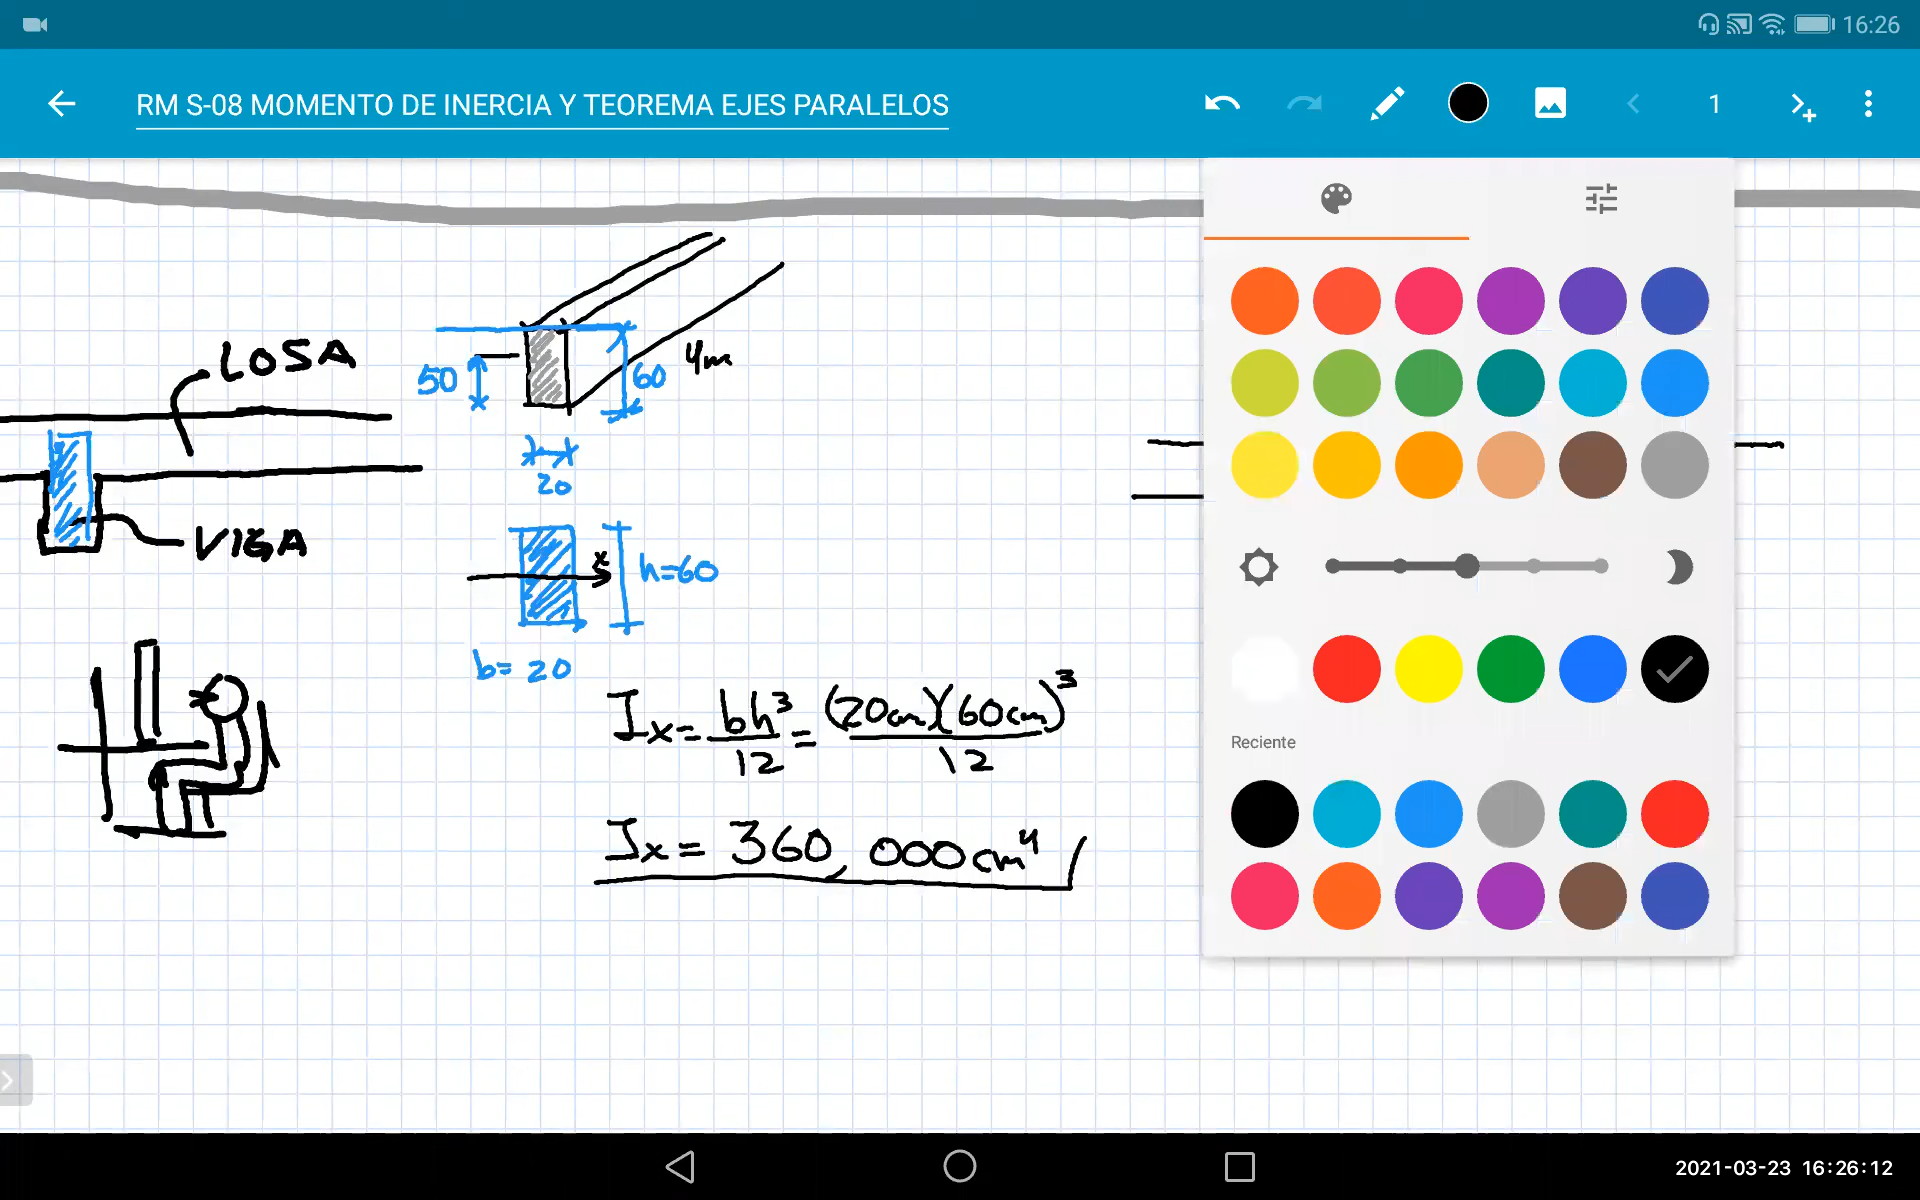 16:26
RM S-08 MOMENTO DE INERCIA Y TEOREMA EJES PARALELOS
1
LOSA
VIGA
50
60
4m
20
x
h=60
b= 20
Ix= bh³/12 = (20cm)(60cm)³/12
Ix= 360,000cm⁴
Reciente
2021-03-23 16:26:12